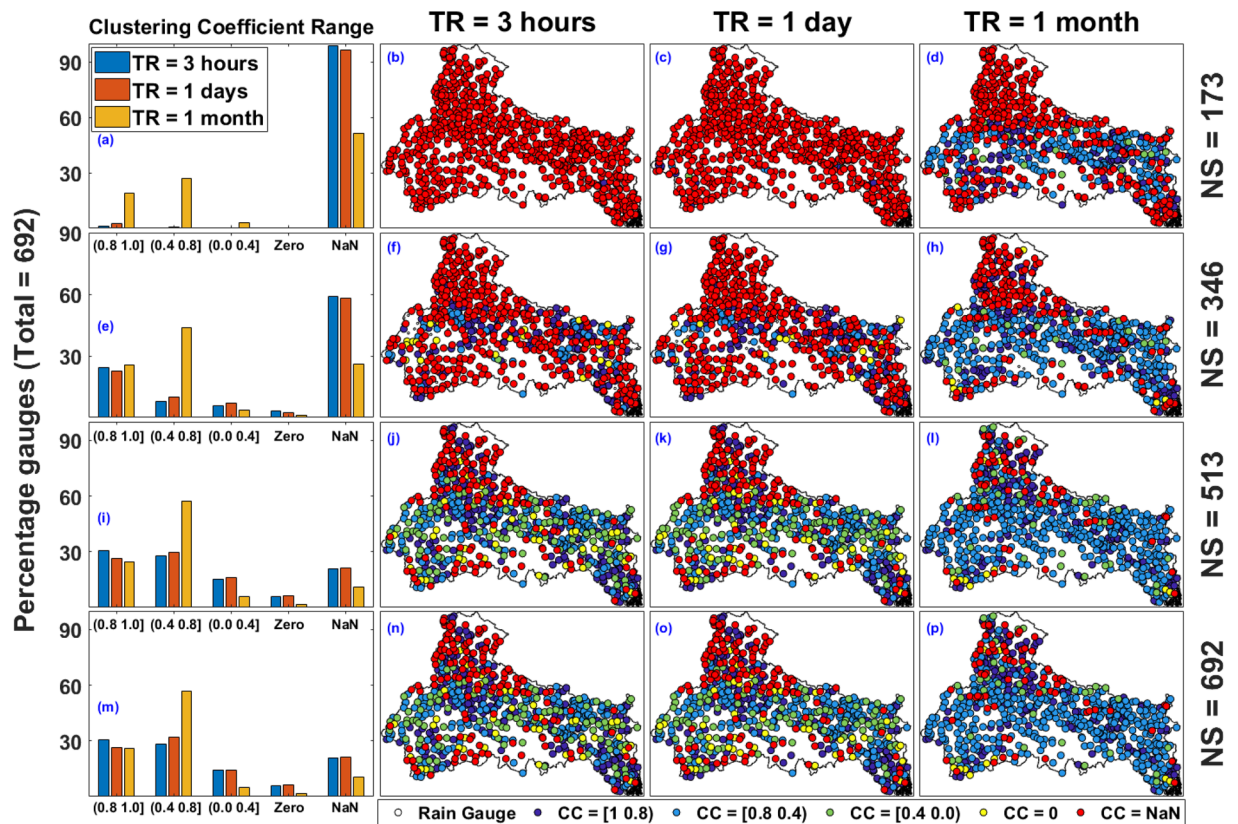 Clustering Coefficient Range
TR = 3 hours
TR = 1 day
TR = 1 month
Percentage gauges (Total = 692)
90
60
30
TR = 3 hours
TR = 1 days
TR = 1 month
(a)
(b)
(c)
(d)
NS = 173
(0.8 1.0]
(0.4 0.8]
(0.0 0.4]
Zero
NaN
90
60
30
(e)
(f)
(g)
(h)
NS = 346
(0.8 1.0]
(0.4 0.8]
(0.0 0.4]
Zero
NaN
90
60
30
(i)
(j)
(k)
(l)
NS = 513
(0.8 1.0]
(0.4 0.8]
(0.0 0.4]
Zero
NaN
90
60
30
(m)
(n)
(o)
(p)
NS = 692
(0.8 1.0]
(0.4 0.8]
(0.0 0.4]
Zero
NaN
Rain Gauge
CC = [1 0.8)
CC = [0.8 0.4)
CC = [0.4 0.0)
CC = 0
CC = NaN